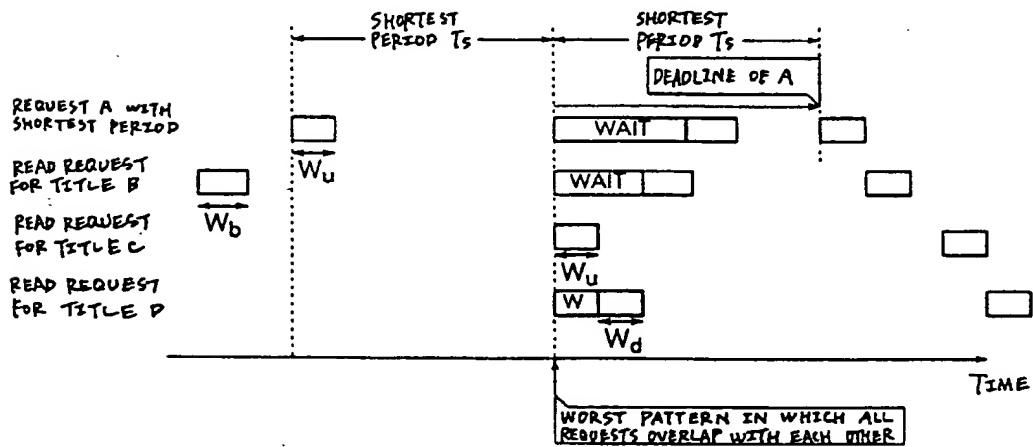 SHORTEST
PERIOD Ts
SHORTEST
PERIOD Ts
DEADLINE OF A
REQUEST A WITH
SHORTEST PERIOD
WAIT
Wu
READ REQUEST
FOR TITLE B
WAIT
Wb
READ REQUEST
FOR TITLE C
Wu
READ REQUEST
FOR TITLE D
W
Wd
TIME
WORST PATTERN IN WHICH ALL
REQUESTS OVERLAP WITH EACH OTHER